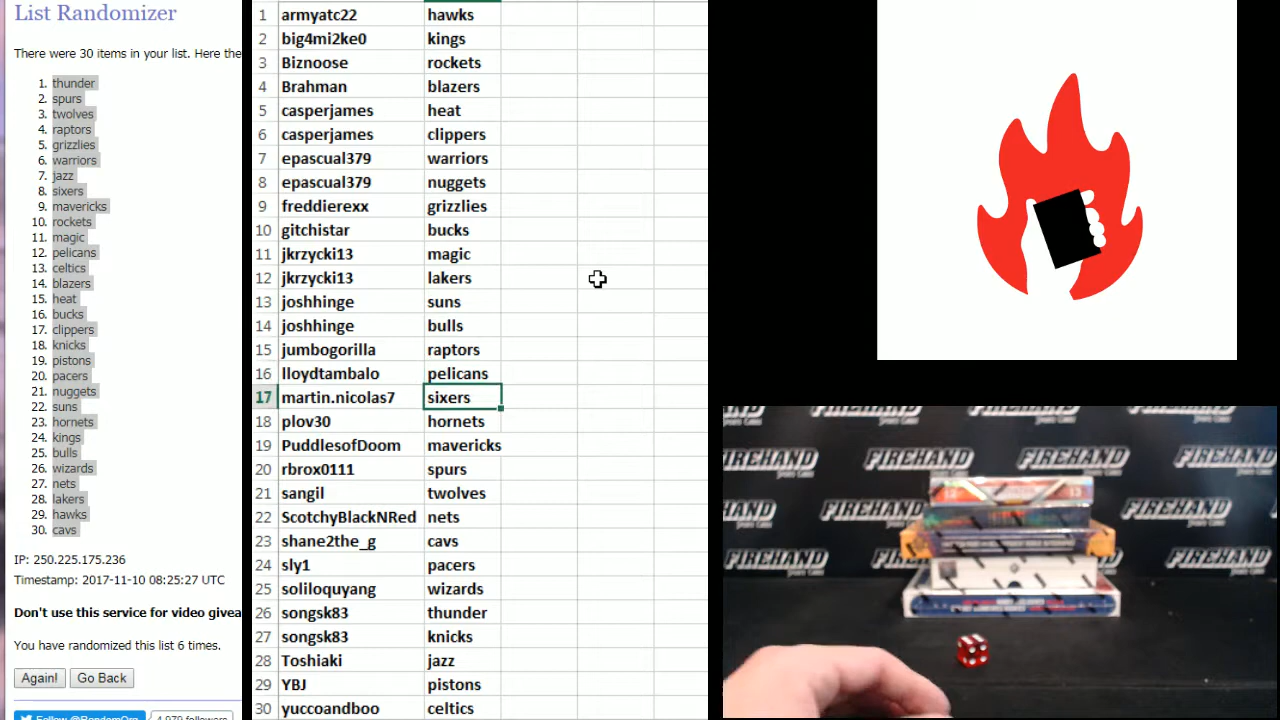 List Randomizer
There were 30 items in your list. Here the
1. thunder
2. spurs
3. twolves
4. raptors
5. grizzlies
6. warriors
7. jazz
8. sixers
9. mavericks
10. rockets
11. magic
12. pelicans
13. celtics
14. blazers
15. heat
16. bucks
17. clippers
18. knicks
19. pistons
20. pacers
21. nuggets
22. suns
23. hornets
24. kings
25. bulls
26. wizards
27. nets
28. lakers
29. hawks
30. cavs
IP: 250.225.175.236
Timestamp: 2017-11-10 08:25:27 UTC
Don't use this service for video givea
You have randomized this list 6 times.
Again! Go Back
Follow @RandomOrg 4,979 followers
1 armyatc22 hawks
2 big4mi2ke0 kings
3 Biznoose rockets
4 Brahman blazers
5 casperjames heat
6 casperjames clippers
7 epascual379 warriors
8 epascual379 nuggets
9 freddierexx grizzlies
10 gitchistar bucks
11 jkrzycki13 magic
12 jkrzycki13 lakers
13 joshhinge suns
14 joshhinge bulls
15 jumbogorilla raptors
16 lloydtambalo pelicans
17 martin.nicolas7 sixers
18 plov30 hornets
19 PuddlesofDoom mavericks
20 rbrox0111 spurs
21 sangil twolves
22 ScotchyBlackNRed nets
23 shane2the_g cavs
24 sly1 pacers
25 soliloquyang wizards
26 songsk83 thunder
27 songsk83 knicks
28 Toshiaki jazz
29 YBJ pistons
30 yuccoandboo celtics
FIREHAND FIREHAND FIREHAND FIREHAND
FIREHAND FIREHAND